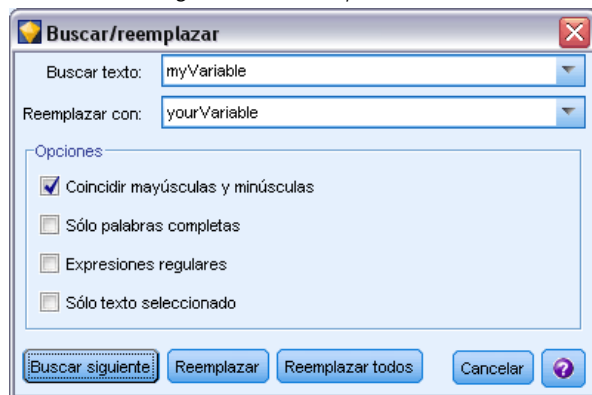 Buscar/reemplazar
Buscar texto: myVariable
Reemplazar con: yourVariable
Opciones
Coincidir mayúsculas y minúsculas
Sólo palabras completas
Expresiones regulares
Sólo texto seleccionado
Buscar siguiente Reemplazar Reemplazar todos Cancelar ?